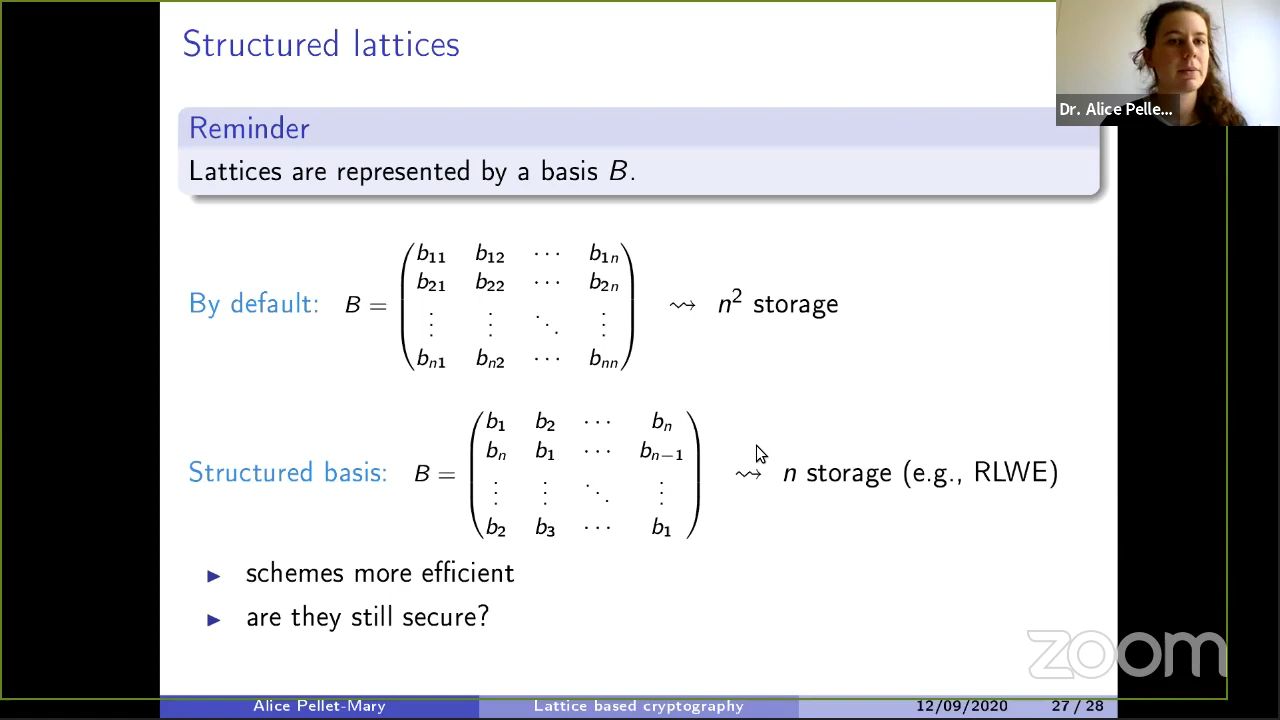 Structured lattices
Dr. Alice Pelle...
Reminder
Lattices are represented by a basis B.
By default: B = 
b11 b12 ··· b1n
b21 b22 ··· b2n
⋮ ⋮ ⋱ ⋮
bn1 bn2 ··· bnn
⇝ n² storage
Structured basis: B = 
b1 b2 ··· bn
bn b1 ··· bn−1
⋮ ⋮ ⋱ ⋮
b2 b3 ··· b1
⇝ n storage (e.g., RLWE)
▶ schemes more efficient
▶ are they still secure?
zoom
Alice Pellet-Mary Lattice based cryptography 12/09/2020 27 / 28